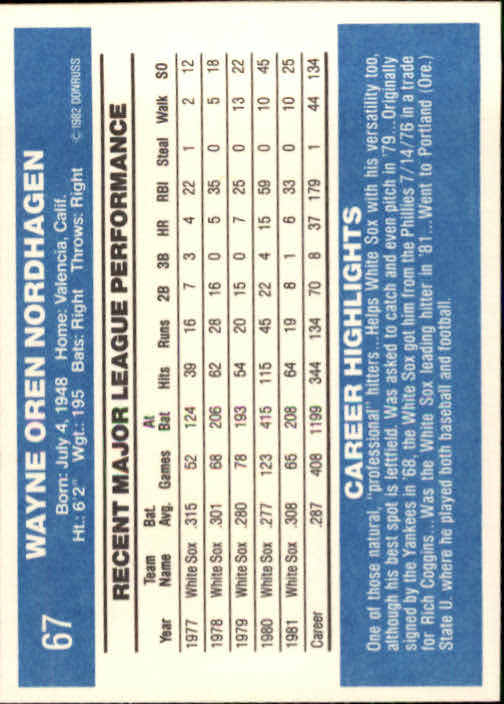 67
WAYNE OREN NORDHAGEN
Born: July 4, 1948 Home: Valencia, Calif.
Ht.: 6'2" Wgt.: 195 Bats: Right Throws: Right
© 1982 DONRUSS
RECENT MAJOR LEAGUE PERFORMANCE
Year Team Name Bat. Avg. Games At Bat Hits Runs 2B 3B HR RBI Steal Walk SO
1977 White Sox .315 52 124 39 16 7 3 4 22 1 2 12
1978 White Sox .301 68 206 62 28 16 0 5 35 0 5 18
1979 White Sox .280 78 193 54 20 15 0 7 25 0 13 22
1980 White Sox .277 123 415 115 45 22 4 15 59 0 10 45
1981 White Sox .308 65 208 64 19 8 1 6 33 0 10 25
Career .287 408 1199 344 134 70 8 37 179 1 44 134
CAREER HIGHLIGHTS
One of those natural, "professional" hitters...Helps White Sox with his versatility too,
although his best spot is leftfield. Was asked to catch and even pitch in '79...Originally
signed by the Yankees in '68, the White Sox got him from the Phillies 7/14/76 in a trade
for Rich Coggins...Was the White Sox leading hitter in '81...Went to Portland (Ore.)
State U. where he played both baseball and football.